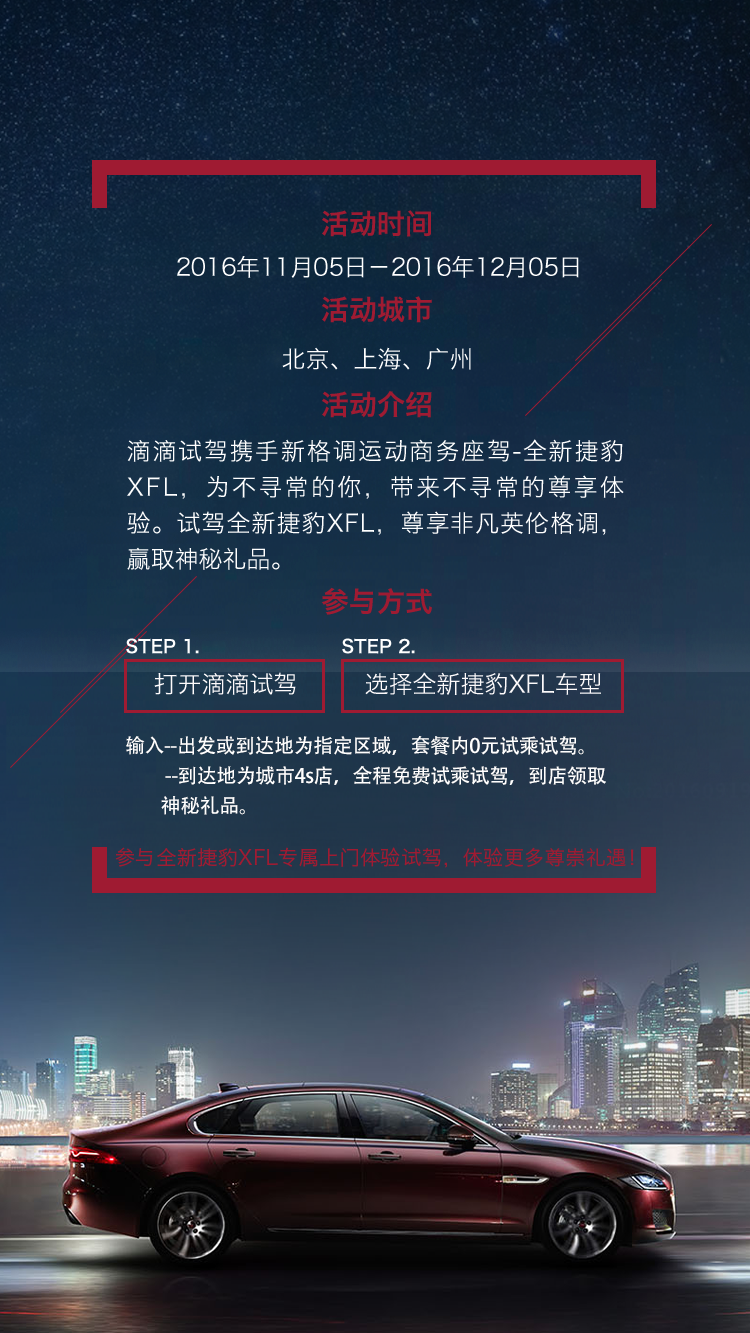 活动时间
2016年11月05日－2016年12月05日
活动城市
北京、上海、广州
活动介绍
滴滴试驾携手新格调运动商务座驾-全新捷豹
XFL，为不寻常的你，带来不寻常的尊享体
验。试驾全新捷豹XFL，尊享非凡英伦格调，
赢取神秘礼品。
参与方式
STEP 1. STEP 2.
打开滴滴试驾 选择全新捷豹XFL车型
输入--出发或到达地为指定区域，套餐内0元试乘试驾。
--到达地为城市4s店，全程免费试乘试驾，到店领取
神秘礼品。
参与全新捷豹XFL专属上门体验试驾，体验更多尊崇礼遇！